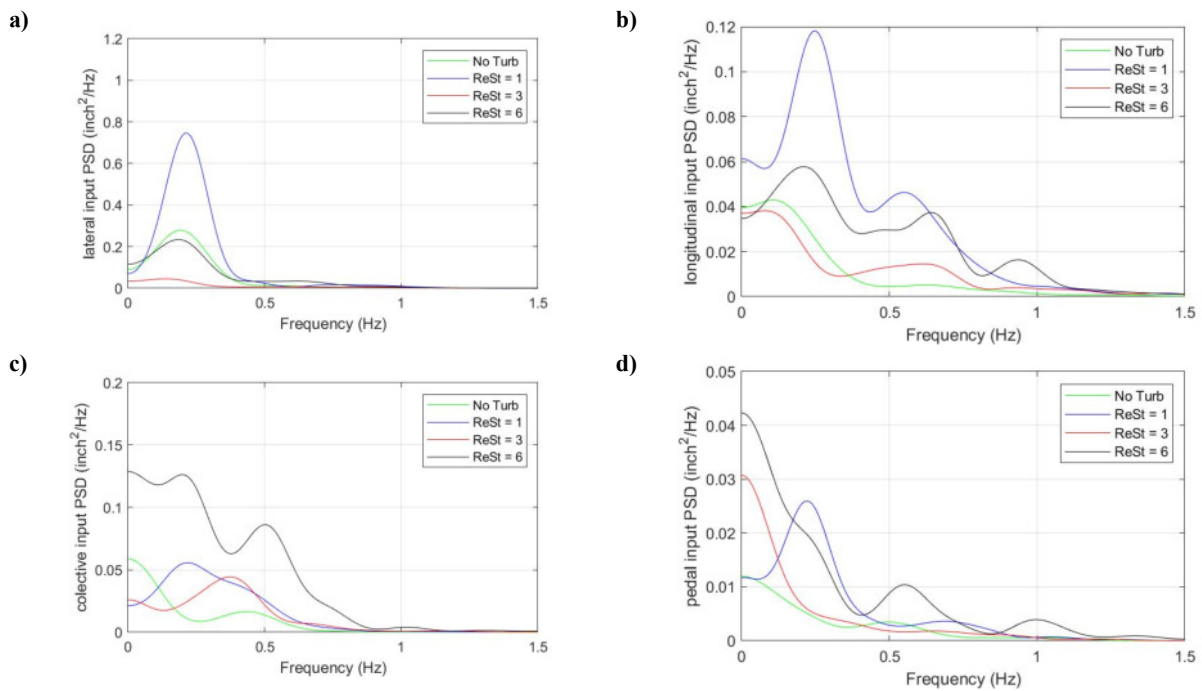 a)
1.2
1
0.8
0.6
0.4
0.2
0
lateral input PSD (inch²/Hz)
No Turb
ReSt = 1
ReSt = 3
ReSt = 6
0 0.5 1 1.5
Frequency (Hz)
b)
0.12
0.1
0.08
0.06
0.04
0.02
0
longitudinal input PSD (inch²/Hz)
No Turb
ReSt = 1
ReSt = 3
ReSt = 6
0 0.5 1 1.5
Frequency (Hz)
c)
0.2
0.15
0.1
0.05
0
colective input PSD (inch²/Hz)
No Turb
ReSt = 1
ReSt = 3
ReSt = 6
0 0.5 1 1.5
Frequency (Hz)
d)
0.05
0.04
0.03
0.02
0.01
0
pedal input PSD (inch²/Hz)
No Turb
ReSt = 1
ReSt = 3
ReSt = 6
0 0.5 1 1.5
Frequency (Hz)